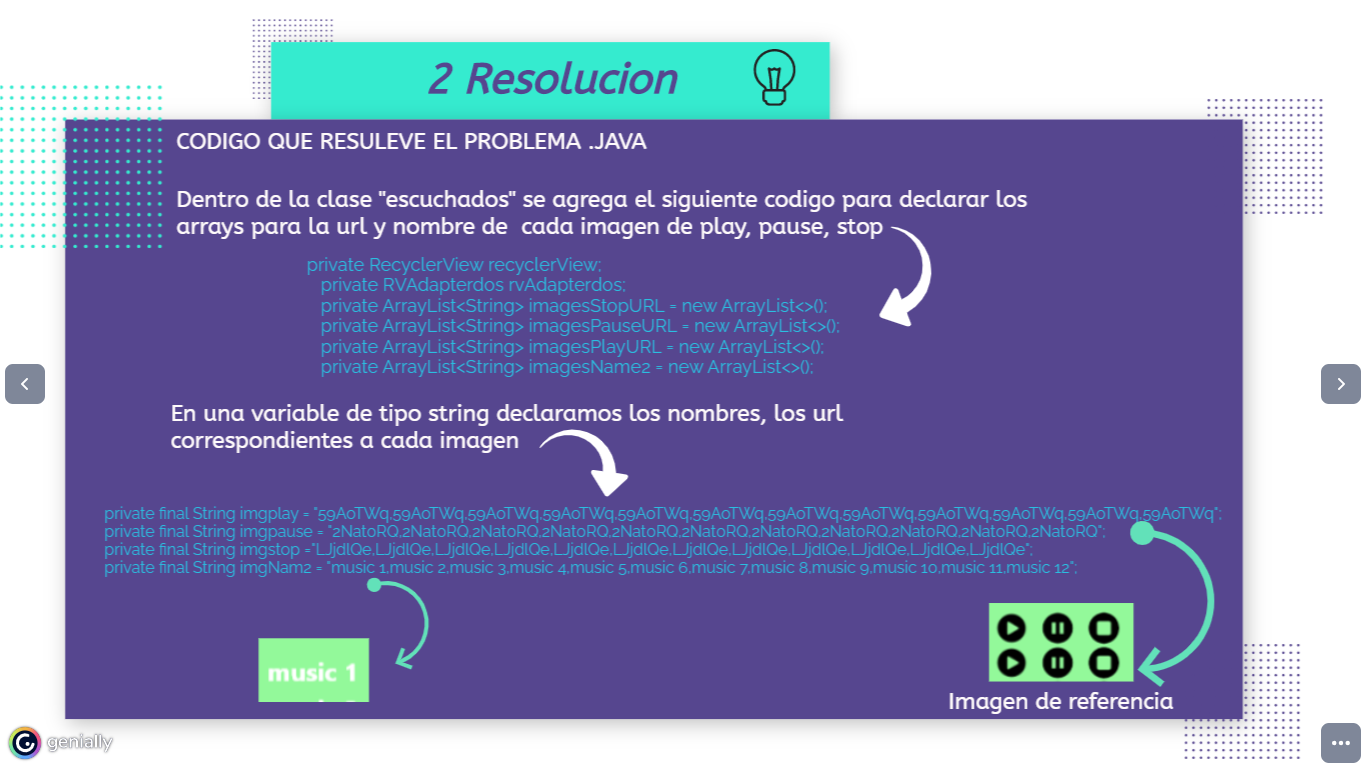 2 Resolucion
CODIGO QUE RESULEVE EL PROBLEMA .JAVA
Dentro de la clase "escuchados" se agrega el siguiente codigo para declarar los
arrays para la url y nombre de cada imagen de play, pause, stop
private RecyclerView recyclerView;
private RVAdapterdos rvAdapterdos;
private ArrayList<String> imagesStopURL = new ArrayList<>();
private ArrayList<String> imagesPauseURL = new ArrayList<>();
private ArrayList<String> imagesPlayURL = new ArrayList<>();
private ArrayList<String> imagesName2 = new ArrayList<>();
En una variable de tipo string declaramos los nombres, los url
correspondientes a cada imagen
private final String imgplay = "59AoTWq,59AoTWq,59AoTWq,59AoTWq,59AoTWq,59AoTWq,59AoTWq,59AoTWq,59AoTWq,59AoTWq,59AoTWq,59AoTWq";
private final String imgpause = "2NatoRQ,2NatoRQ,2NatoRQ,2NatoRQ,2NatoRQ,2NatoRQ,2NatoRQ,2NatoRQ,2NatoRQ,2NatoRQ,2NatoRQ,2NatoRQ";
private final String imgstop ="LJjdlQe,LJjdlQe,LJjdlQe,LJjdlQe,LJjdlQe,LJjdlQe,LJjdlQe,LJjdlQe,LJjdlQe,LJjdlQe,LJjdlQe,LJjdlQe";
private final String imgNam2 = "music 1,music 2,music 3,music 4,music 5,music 6,music 7,music 8,music 9,music 10,music 11,music 12";
music 1
Imagen de referencia
genially